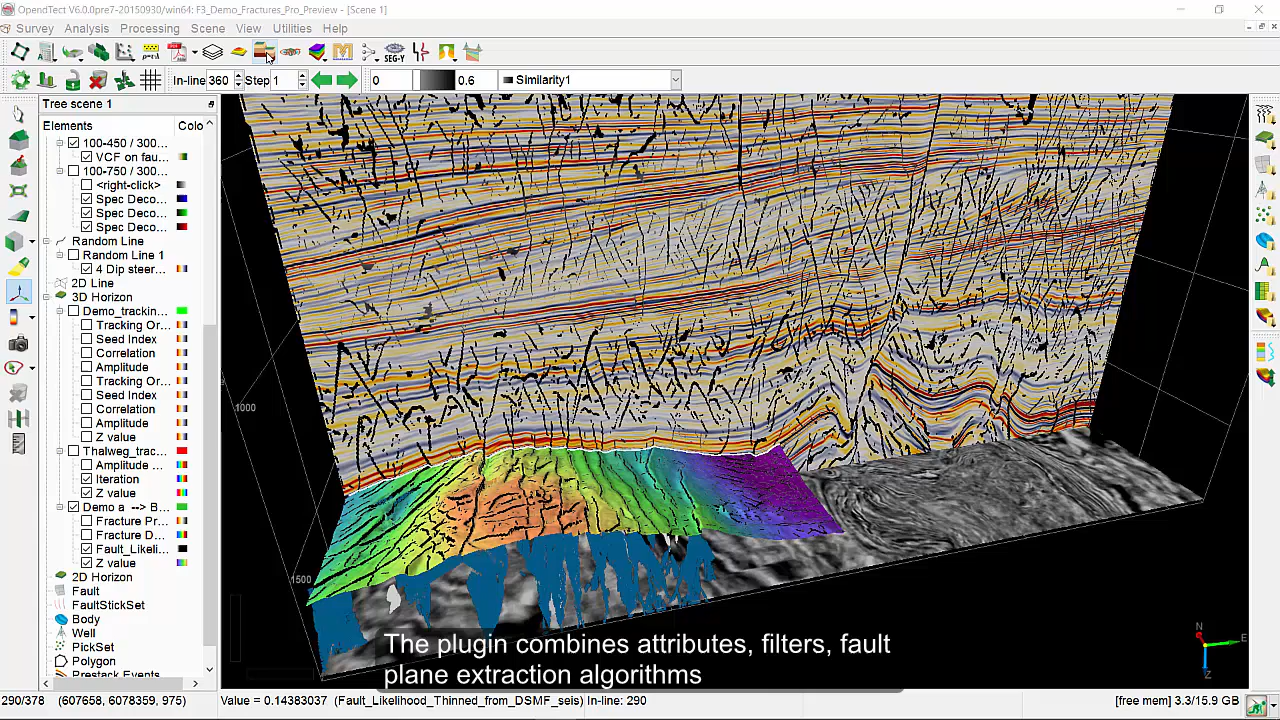 OpendTect V6.0.0pre7-20150930/win64: F3_Demo_Fractures_Pro_Preview - [Scene 1]
Survey Analysis Processing Scene View Utilities Help
PDF
SEG-Y
In-line 360 Step 1 0 0.6 Similarity1
Tree scene 1
Elements Colo
100-450 / 300...
VCF on fau...
100-750 / 300...
<right-click>
Spec Deco...
Spec Deco...
Spec Deco...
Random Line
Random Line 1
4 Dip steer...
2D Line
3D Horizon
Demo_trackin...
Tracking Or...
Seed Index
Correlation
Amplitude
Tracking Or...
Seed Index
Correlation
Amplitude
Z value
Thalweg_trac...
Amplitude ...
Iteration
Z value
Demo a --> B...
Fracture Pr...
Fracture D...
Fault_Likeli...
Z value
2D Horizon
Fault
FaultStickSet
Body
Well
PickSet
Polygon
Prestack Events
1000
1500
N
E
Z
The plugin combines attributes, filters, fault
plane extraction algorithms
290/378 (607658, 6078359, 975) Value = 0.14383037 (Fault_Likelihood_Thinned_from_DSMF_seis) In-line: 290 [free mem] 3.3/15.9 GB